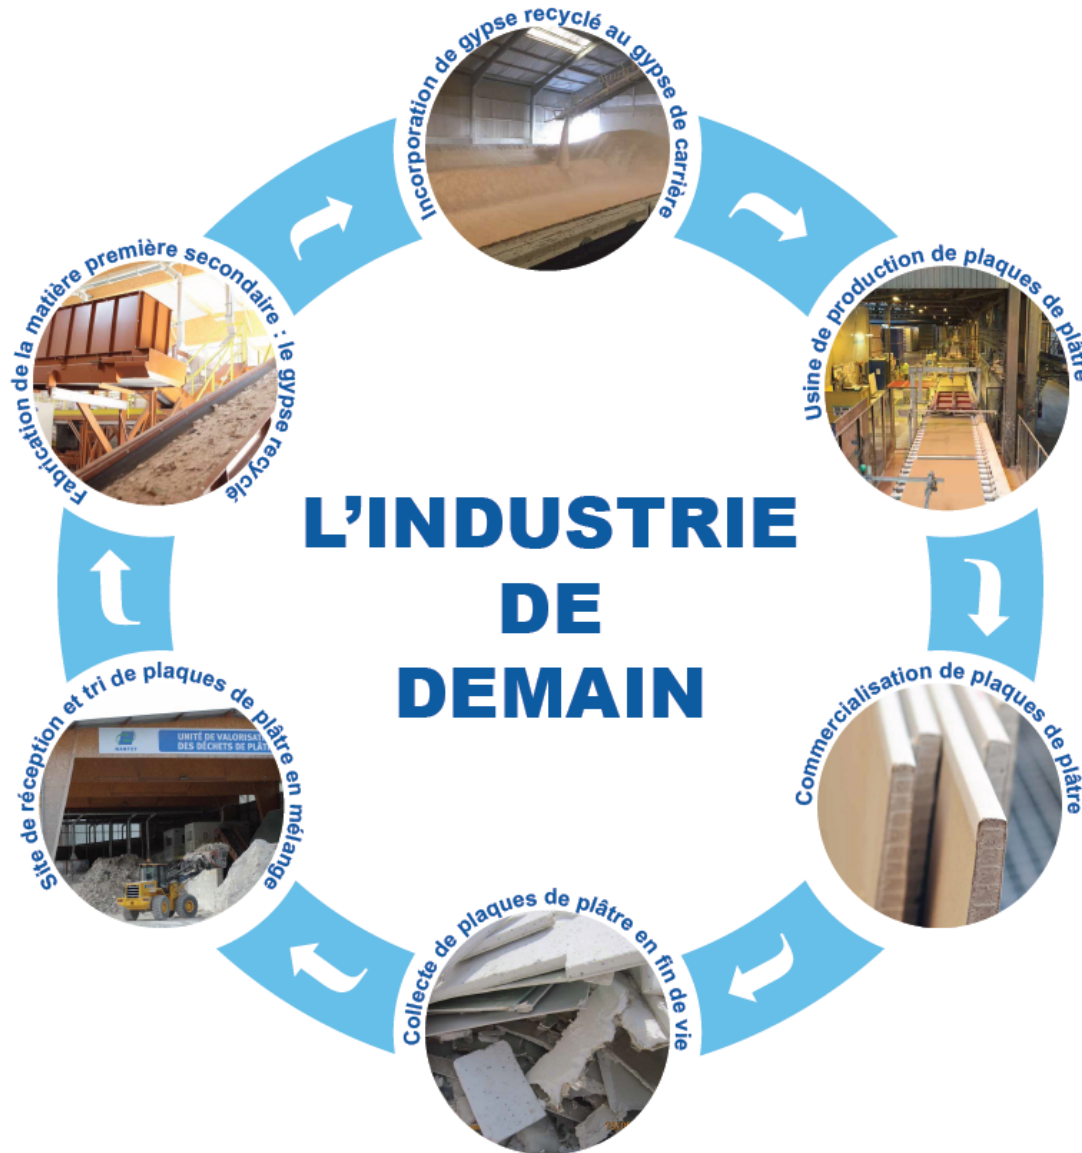 Incorporation de gypse recyclé au gypse de carrière
Usine de production de plaques de plâtre
Commercialisation de plaques de plâtre
Collecte de plaques de plâtre en fin de vie
Site de réception et tri de plaques de plâtre en mélange
Fabrication de la matière première secondaire : le gypse recyclé
L'INDUSTRIE
DE
DEMAIN
NANTET
UNITÉ DE VALORISAT
DES DÉCHETS DE PLÂT